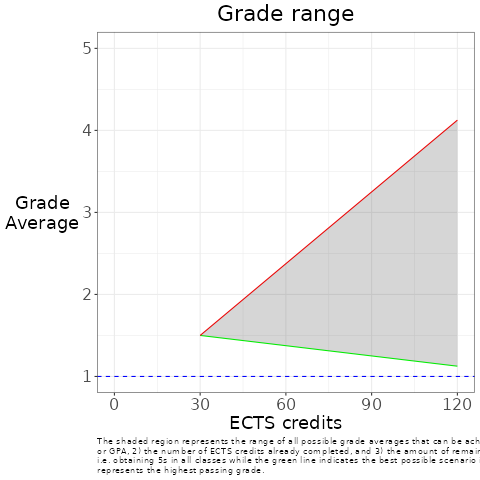 Grade range
5
4
3
2
1
Grade
Average
0 30 60 90 120
ECTS credits
The shaded region represents the range of all possible grade averages that can be
or GPA, 2) the number of ECTS credits already completed, and 3) the amount of
i.e. obtaining 5s in all classes while the green line indicates the best possible scenario
represents the highest passing grade.